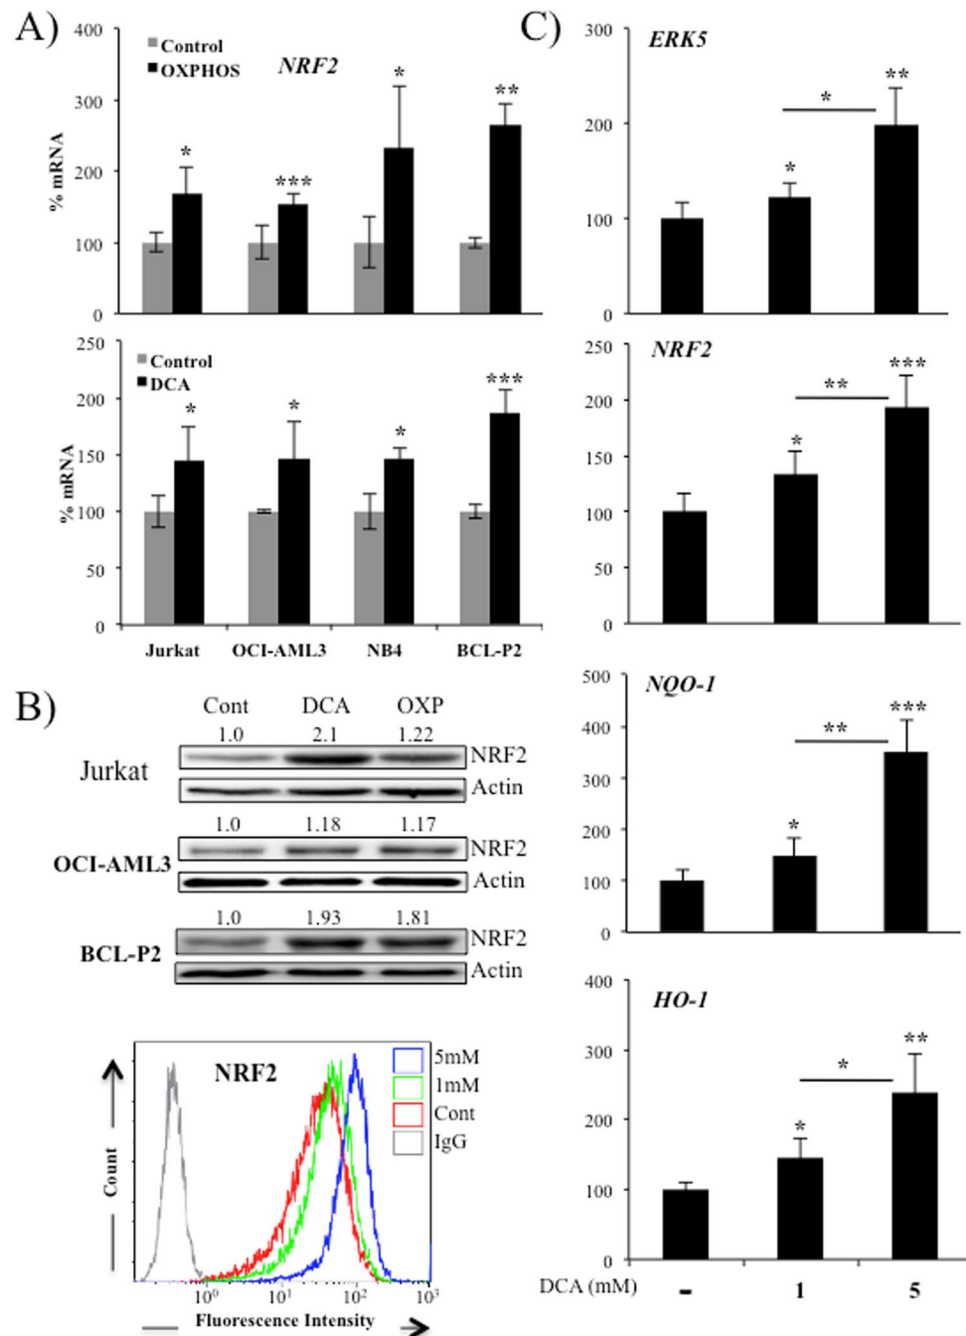 A)
400
300
200
100
0
% mRNA
Control
OXPHOS
NRF2
*
***
*
**
250
200
150
100
50
0
% mRNA
Control
DCA
*
*
*
***
Jurkat OCI-AML3 NB4 BCL-P2
B)
Cont DCA OXP
1.0 2.1 1.22
Jurkat
NRF2
Actin
1.0 1.18 1.17
OCI-AML3
NRF2
Actin
1.0 1.93 1.81
BCL-P2
NRF2
Actin
NRF2
5mM
1mM
Cont
IgG
Count
10⁰ 10¹ 10² 10³
Fluorescence Intensity
C)
300
200
100
0
ERK5
*
*
**
250
200
150
100
50
0
NRF2
*
**
***
500
400
300
200
100
0
NQO-1
*
**
***
400
300
200
100
0
HO-1
*
*
**
DCA (mM) - 1 5